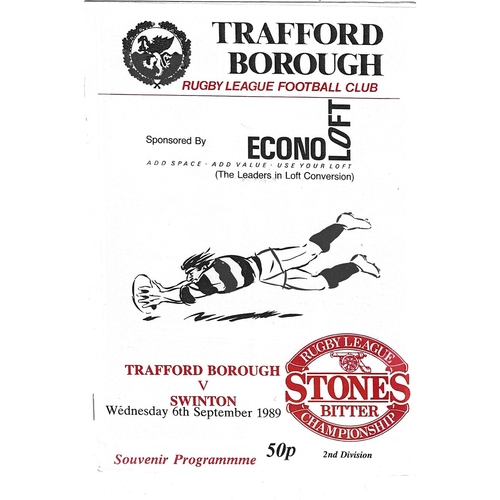 TRAFFORD
BOROUGH
RUGBY LEAGUE FOOTBALL CLUB
Sponsored By
ECONO LOFT
ADD SPACE · ADD VALUE · USE YOUR LOFT
(The Leaders in Loft Conversion)
TRAFFORD BOROUGH
V
SWINTON
Wednesday 6th September 1989
RUGBY LEAGUE
STONES
BITTER
CHAMPIONSHIP
Souvenir Programmme
50p
2nd Division